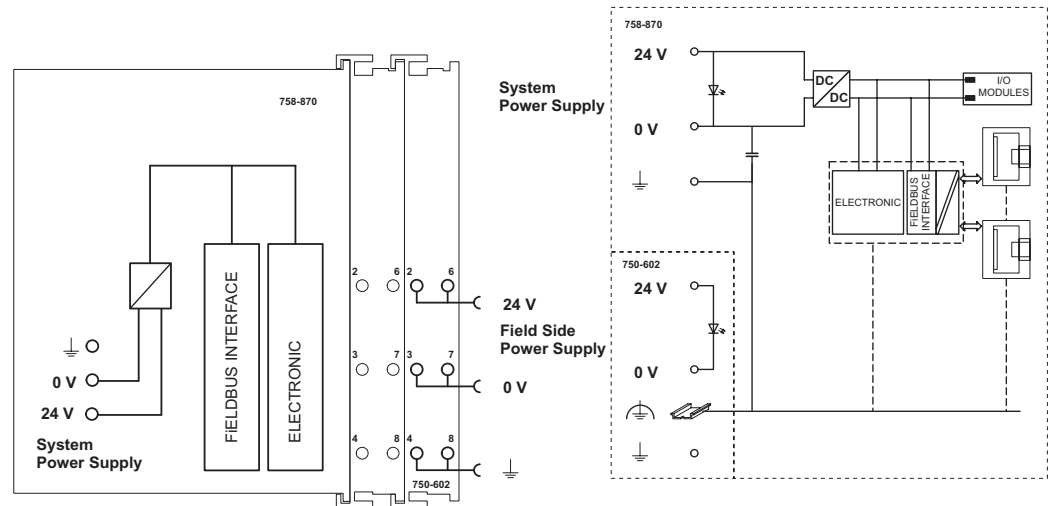 758-870
FiELDBUS INTERFACE
ELECTRONIC
0 V
24 V
System
Power Supply
2 6 2 6
3 7 3 7
4 8 4 8
750-602
24 V
Field Side
Power Supply
0 V
758-870
24 V
System
Power Supply
0 V
DC
DC
I/O
MODULES
ELECTRONIC
FiELDBUS
INTERFACE
750-602
24 V
0 V